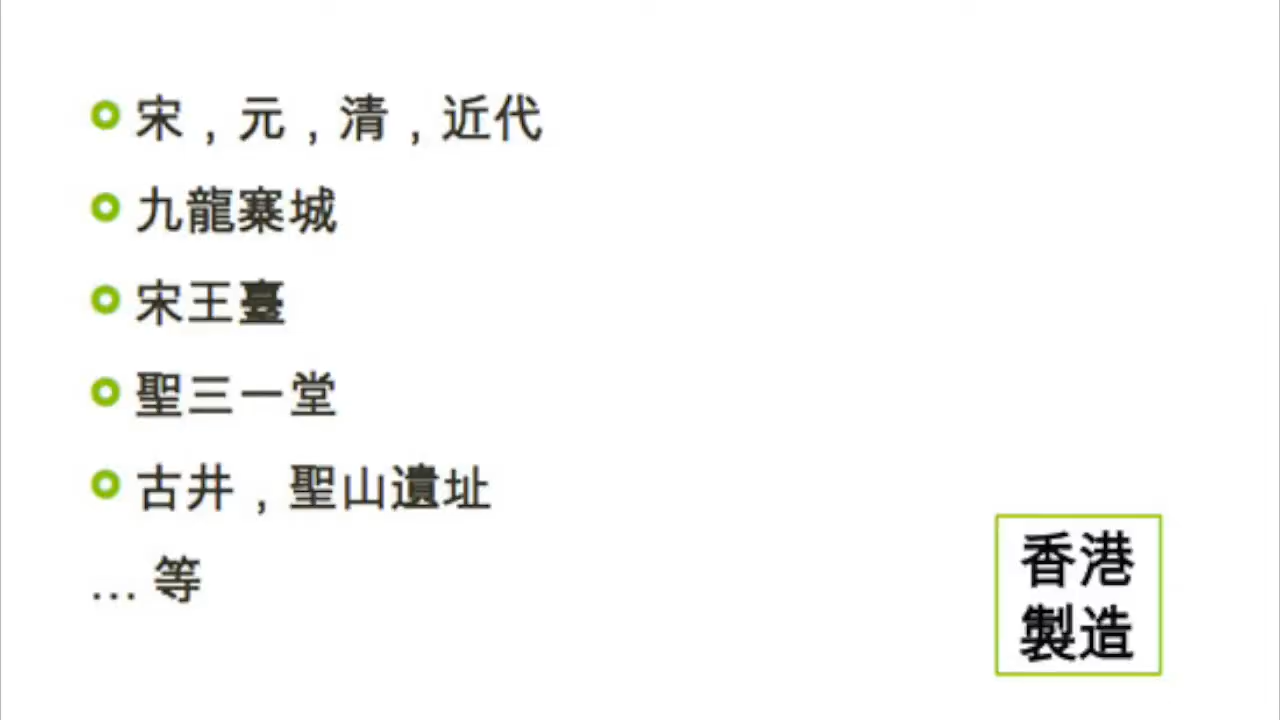 宋，元，清，近代
九龍寨城
宋王臺
聖三一堂
古井，聖山遺址
… 等
香港
製造